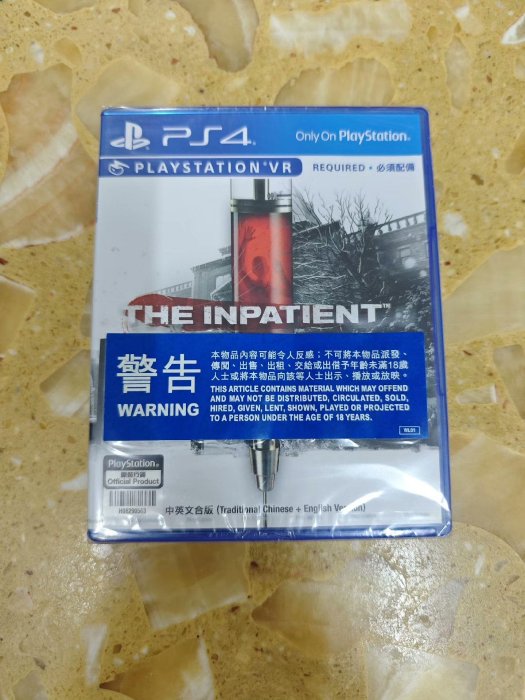 PS4
Only On PlayStation®
PLAYSTATION®VR
REQUIRED・必須配備
THE INPATIENT™
警告
WARNING
本物品內容可能令人反感；不可將本物品派發、
傳閱、出售、出租、交給或出借予年齡未滿18歲
人士或將本物品向該等人士出示、播放或放映。
THIS ARTICLE CONTAINS MATERIAL WHICH MAY OFFEND
AND MAY NOT BE DISTRIBUTED, CIRCULATED, SOLD,
HIRED, GIVEN, LENT, SHOWN, PLAYED OR PROJECTED
TO A PERSON UNDER THE AGE OF 18 YEARS.
WL01
PlayStation®
Official Product
中英文合版 (Traditional Chinese + English Version)